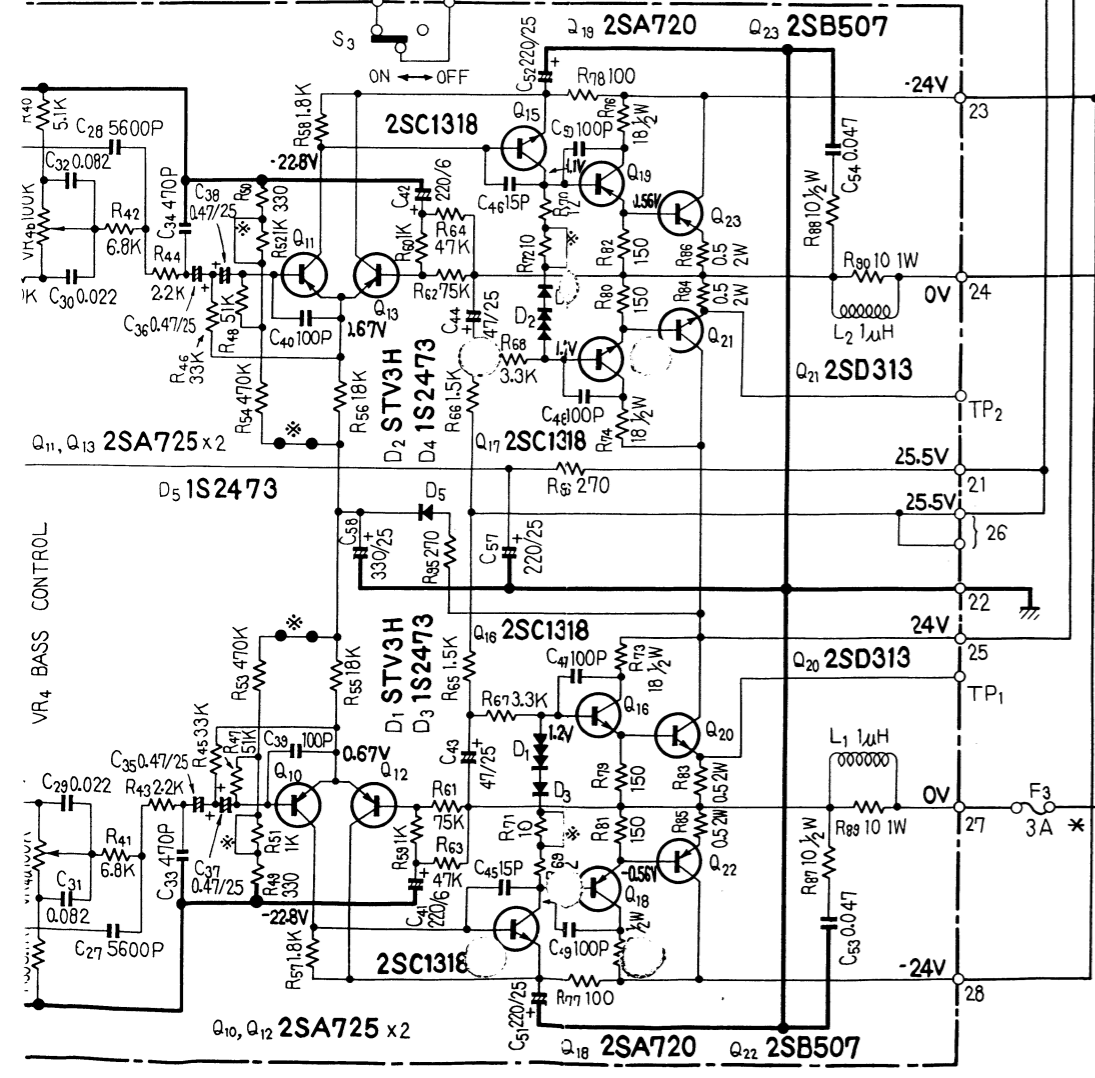 Q19 2SA720
Q23 2SB507
S3
ON ↔ OFF
C52 220/25
+
R78 100
-24V
23
R40
5.1K
C28 5600P
R58 1.8K
2SC1318
Q15
C50 100P
R76
18 ½W
C32 0.082
-22.8V
1.1V
Q19
C54 0.047
470P
C34
C38
0.47/25
R50
330
C42
220/6
C46 15P
R70
12
1.56V
R88 10 ½W
VR4b 100K
R42
6.8K
※
R52 1K
Q11
R60 1K
R64
47K
※
Q23
R44
2.2K
R72 10
R82
150
R86
0.5
2W
R90 10 1W
C30 0.022
R62 75K
R80
150
R84
0.5
2W
0V
24
C36 0.47/25
51K
R48
C40 100P
Q13
1.67V
C44
47/25
D2
L2 1μH
R46
33K
R68
3.3K
1.2V
Q21
R54 470K
R56 18K
D2 STV3H
D4 1S2473
R66 1.5K
C48 100P
R74
18 ½W
Q21 2SD313
TP2
Q11, Q13 2SA725 x2
※
Q17 2SC1318
25.5V
21
D5 1S2473
270
D5
25.5V
26
C58
330/25
R95 270
C57
220/25
22
VR4 BASS CONTROL
※
D1 STV3H
D3 1S2473
Q16 2SC1318
24V
25
R53 470K
R55 18K
R65 1.5K
C47 100P
R73
18 ½W
Q20 2SD313
TP1
R67 3.3K
Q16
1.2V
Q20
R45 33K
R47
51K
C39 100P
0.67V
C43
47/25
D1
L1 1μH
C35 0.47/25
C29 0.022
R43 2.2K
Q10
Q12
D3
R79
150
R83
0.5 2W
0V
27
F3
3A *
R61
75K
R71
10
※
R81
150
R85
0.5 2W
R89 10 1W
R41
6.8K
C33 470P
※
R51
1K
R59 1K
R63
47K
Q22
R87 10 ½W
C31
0.082
C37
0.47/25
R49
330
C41
220/6
C45 15P
-0.56V
Q18
C27 5600P
-22.8V
C49 100P
C53 0.047
R57 1.8K
2SC1318
-24V
28
R77 100
C51 220/25
Q10, Q12 2SA725 x2
Q18 2SA720
Q22 2SB507